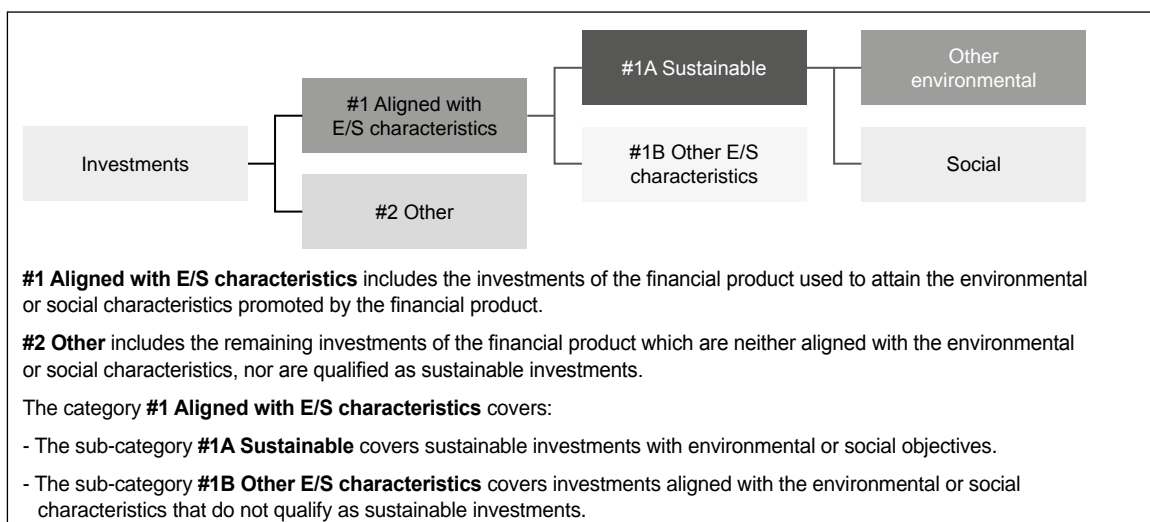 #1A Sustainable
Other
environmental
#1 Aligned with
E/S characteristics
Investments
#1B Other E/S
characteristics
Social
#2 Other
#1 Aligned with E/S characteristics includes the investments of the financial product used to attain the environmental
or social characteristics promoted by the financial product.
#2 Other includes the remaining investments of the financial product which are neither aligned with the environmental
or social characteristics, nor are qualified as sustainable investments.
The category #1 Aligned with E/S characteristics covers:
- The sub-category #1A Sustainable covers sustainable investments with environmental or social objectives.
- The sub-category #1B Other E/S characteristics covers investments aligned with the environmental or social
characteristics that do not qualify as sustainable investments.